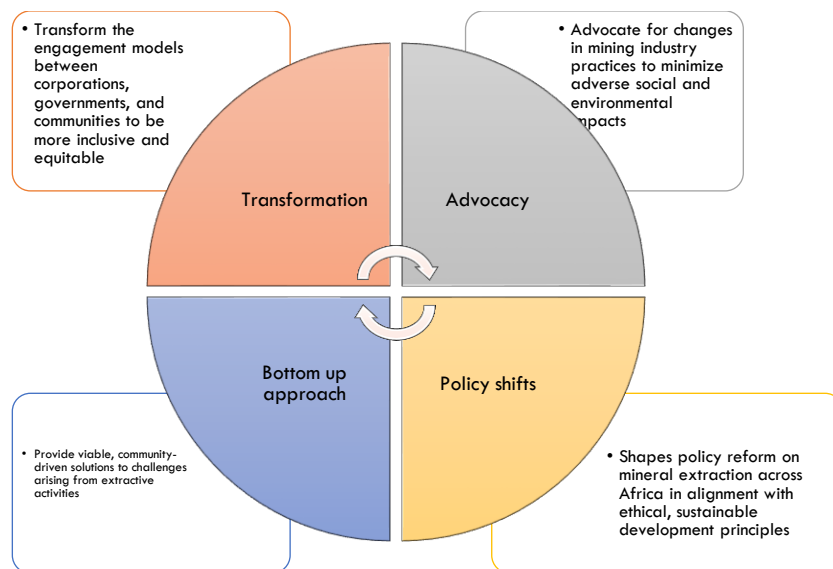 • Transform the
engagement models
between
corporations,
governments, and
communities to be
more inclusive and
equitable
• Advocate for changes
in mining industry
practices to minimize
adverse social and
environmental
impacts
Transformation
Advocacy
Bottom up
approach
Policy shifts
• Provide viable, community-
driven solutions to challenges
arising from extractive
activities
• Shapes policy reform on
mineral extraction across
Africa in alignment with
ethical, sustainable
development principles